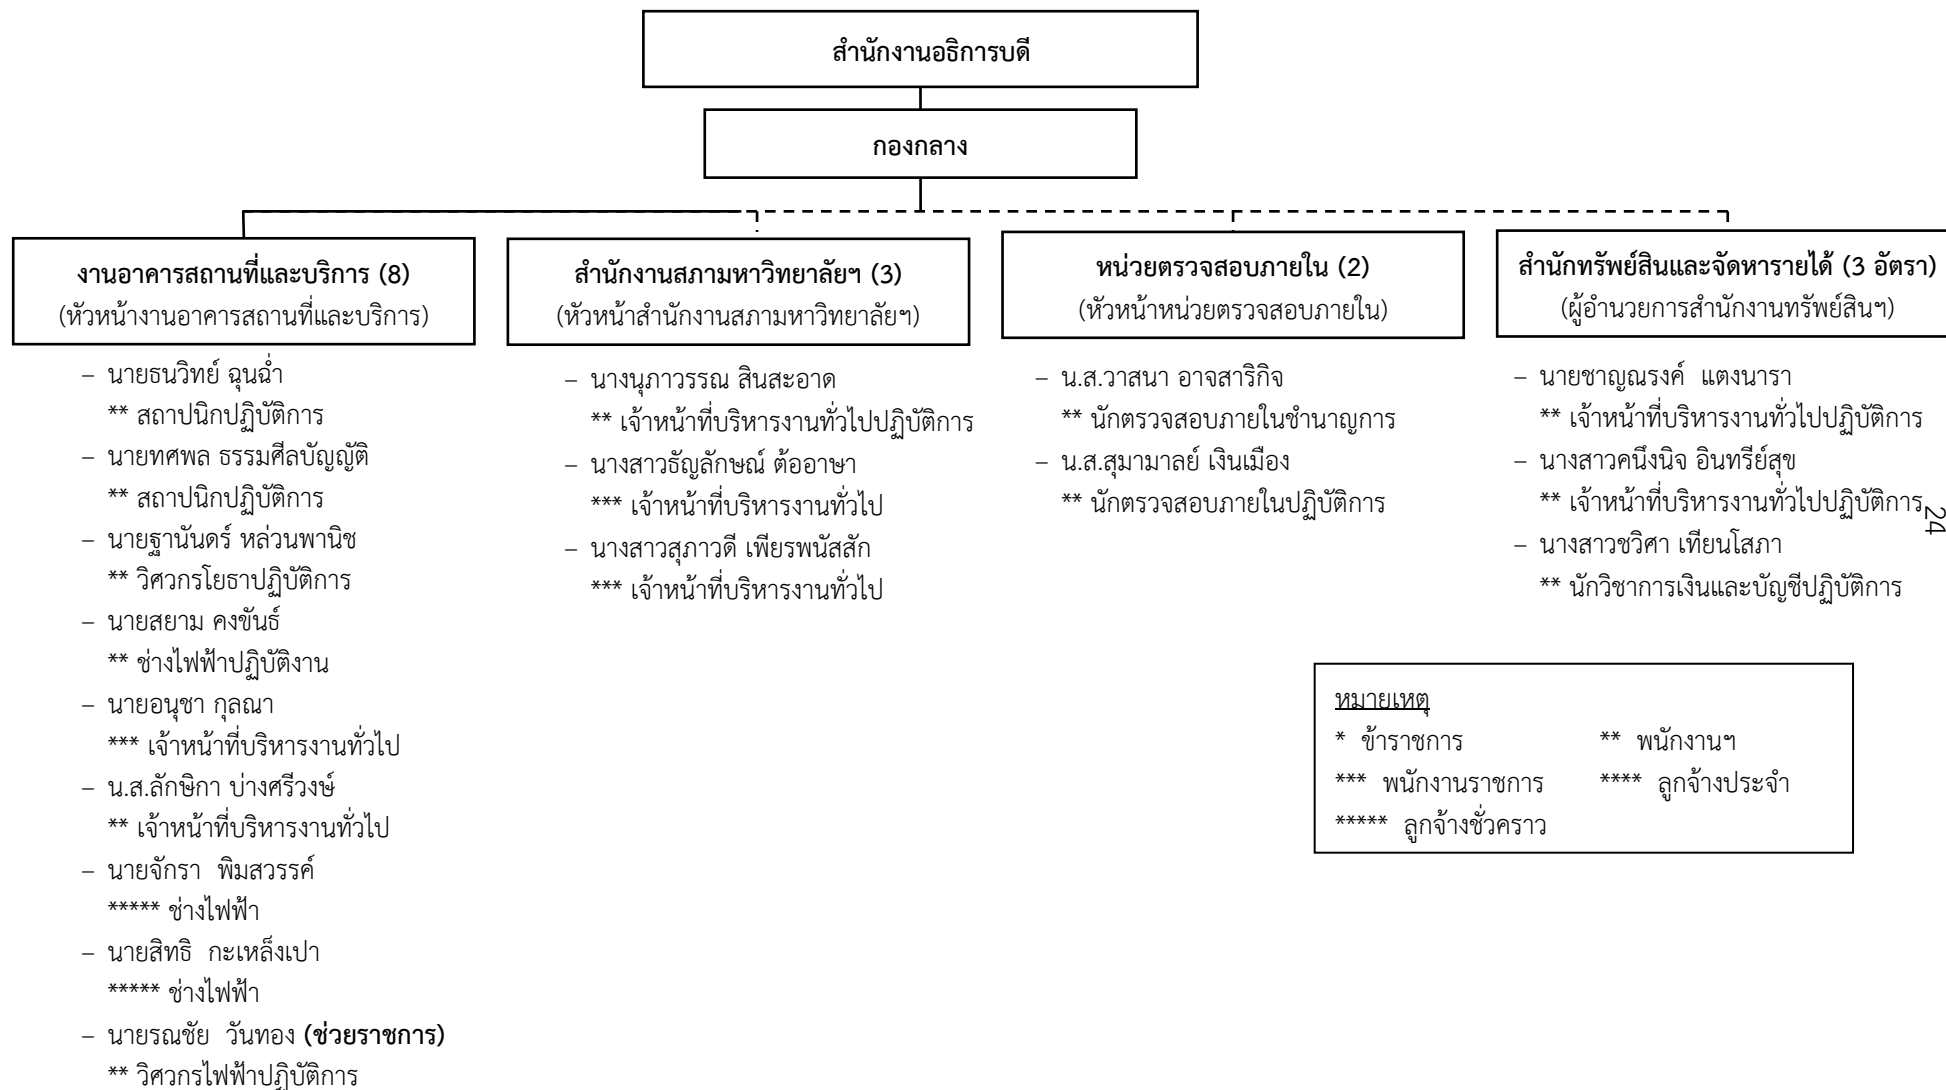 สำนักงานอธิการบดี
กองกลาง
งานอาคารสถานที่และบริการ (8)
(หัวหน้างานอาคารสถานที่และบริการ)
– นายธนวิทย์ ฉุนฉ่ำ
** สถาปนิกปฏิบัติการ
– นายทศพล ธรรมศีลบัญญัติ
** สถาปนิกปฏิบัติการ
– นายฐานันดร์ หล่วนพานิช
** วิศวกรโยธาปฏิบัติการ
– นายสยาม คงขันธ์
** ช่างไฟฟ้าปฏิบัติงาน
– นายอนุชา กุลณา
*** เจ้าหน้าที่บริหารงานทั่วไป
– น.ส.ลักษิกา บ่างศรีวงษ์
** เจ้าหน้าที่บริหารงานทั่วไป
– นายจักรา พิมสวรรค์
***** ช่างไฟฟ้า
– นายสิทธิ กะเหล็งเปา
***** ช่างไฟฟ้า
– นายรณชัย วันทอง (ช่วยราชการ)
** วิศวกรไฟฟ้าปฏิบัติการ
สำนักงานสภามหาวิทยาลัยฯ (3)
(หัวหน้าสำนักงานสภามหาวิทยาลัยฯ)
– นางนุภาวรรณ สินสะอาด
** เจ้าหน้าที่บริหารงานทั่วไปปฏิบัติการ
– นางสาวธัญลักษณ์ ต้ออาษา
*** เจ้าหน้าที่บริหารงานทั่วไป
– นางสาวสุภาวดี เพียรพนัสสัก
*** เจ้าหน้าที่บริหารงานทั่วไป
หน่วยตรวจสอบภายใน (2)
(หัวหน้าหน่วยตรวจสอบภายใน)
– น.ส.วาสนา อาจสาริกิจ
** นักตรวจสอบภายในชำนาญการ
– น.ส.สุมามาลย์ เงินเมือง
** นักตรวจสอบภายในปฏิบัติการ
สำนักทรัพย์สินและจัดหารายได้ (3 อัตรา)
(ผู้อำนวยการสำนักงานทรัพย์สินฯ)
– นายชาญณรงค์ แตงนารา
** เจ้าหน้าที่บริหารงานทั่วไปปฏิบัติการ
– นางสาวคนึงนิจ อินทรีย์สุข
** เจ้าหน้าที่บริหารงานทั่วไปปฏิบัติการ
– นางสาวชวิศา เทียนโสภา
** นักวิชาการเงินและบัญชีปฏิบัติการ
24
หมายเหตุ
* ข้าราชการ ** พนักงานฯ
*** พนักงานราชการ **** ลูกจ้างประจำ
***** ลูกจ้างชั่วคราว